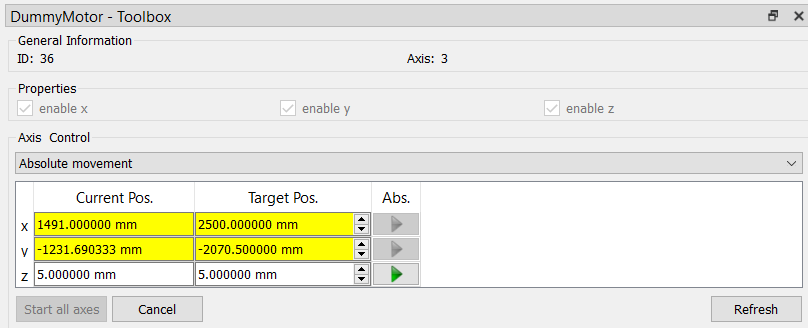 DummyMotor - Toolbox
General Information
ID: 36 Axis: 3
Properties
enable x enable y enable z
Axis Control
Absolute movement
Current Pos. Target Pos. Abs.
x 1491.000000 mm 2500.000000 mm
y -1231.690333 mm -2070.500000 mm
z 5.000000 mm 5.000000 mm
Start all axes Cancel Refresh